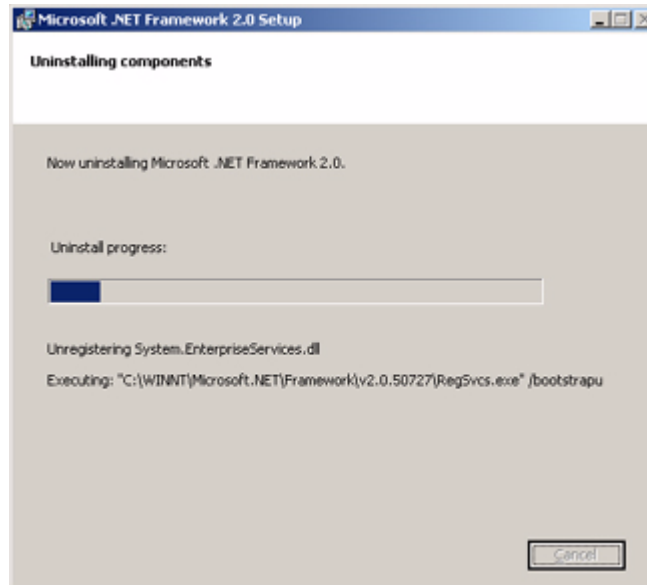 Microsoft .NET Framework 2.0 Setup
Uninstalling components
Now uninstalling Microsoft .NET Framework 2.0.
Uninstall progress:
Unregistering System.EnterpriseServices.dll
Executing: "C:\WINNT\Microsoft.NET\Framework\v2.0.50727\RegSvcs.exe" /bootstrapu
Cancel